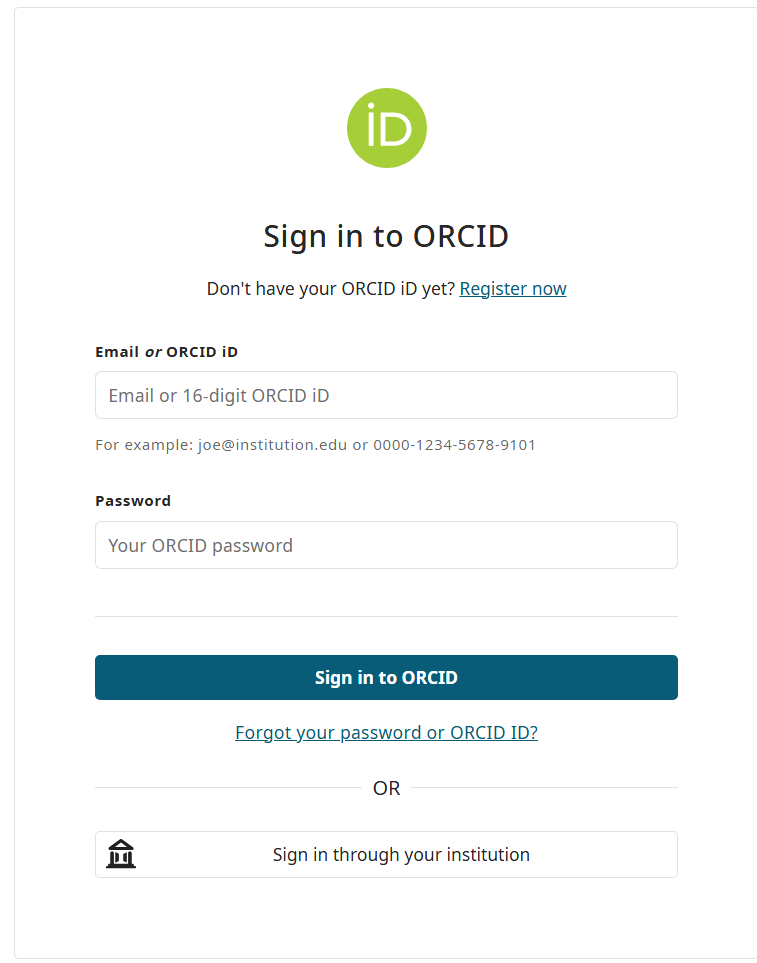 iD
Sign in to ORCID
Don't have your ORCID iD yet? Register now
Email or ORCID iD
Email or 16-digit ORCID iD
For example: joe@institution.edu or 0000-1234-5678-9101
Password
Your ORCID password
Sign in to ORCID
Forgot your password or ORCID ID?
OR
Sign in through your institution